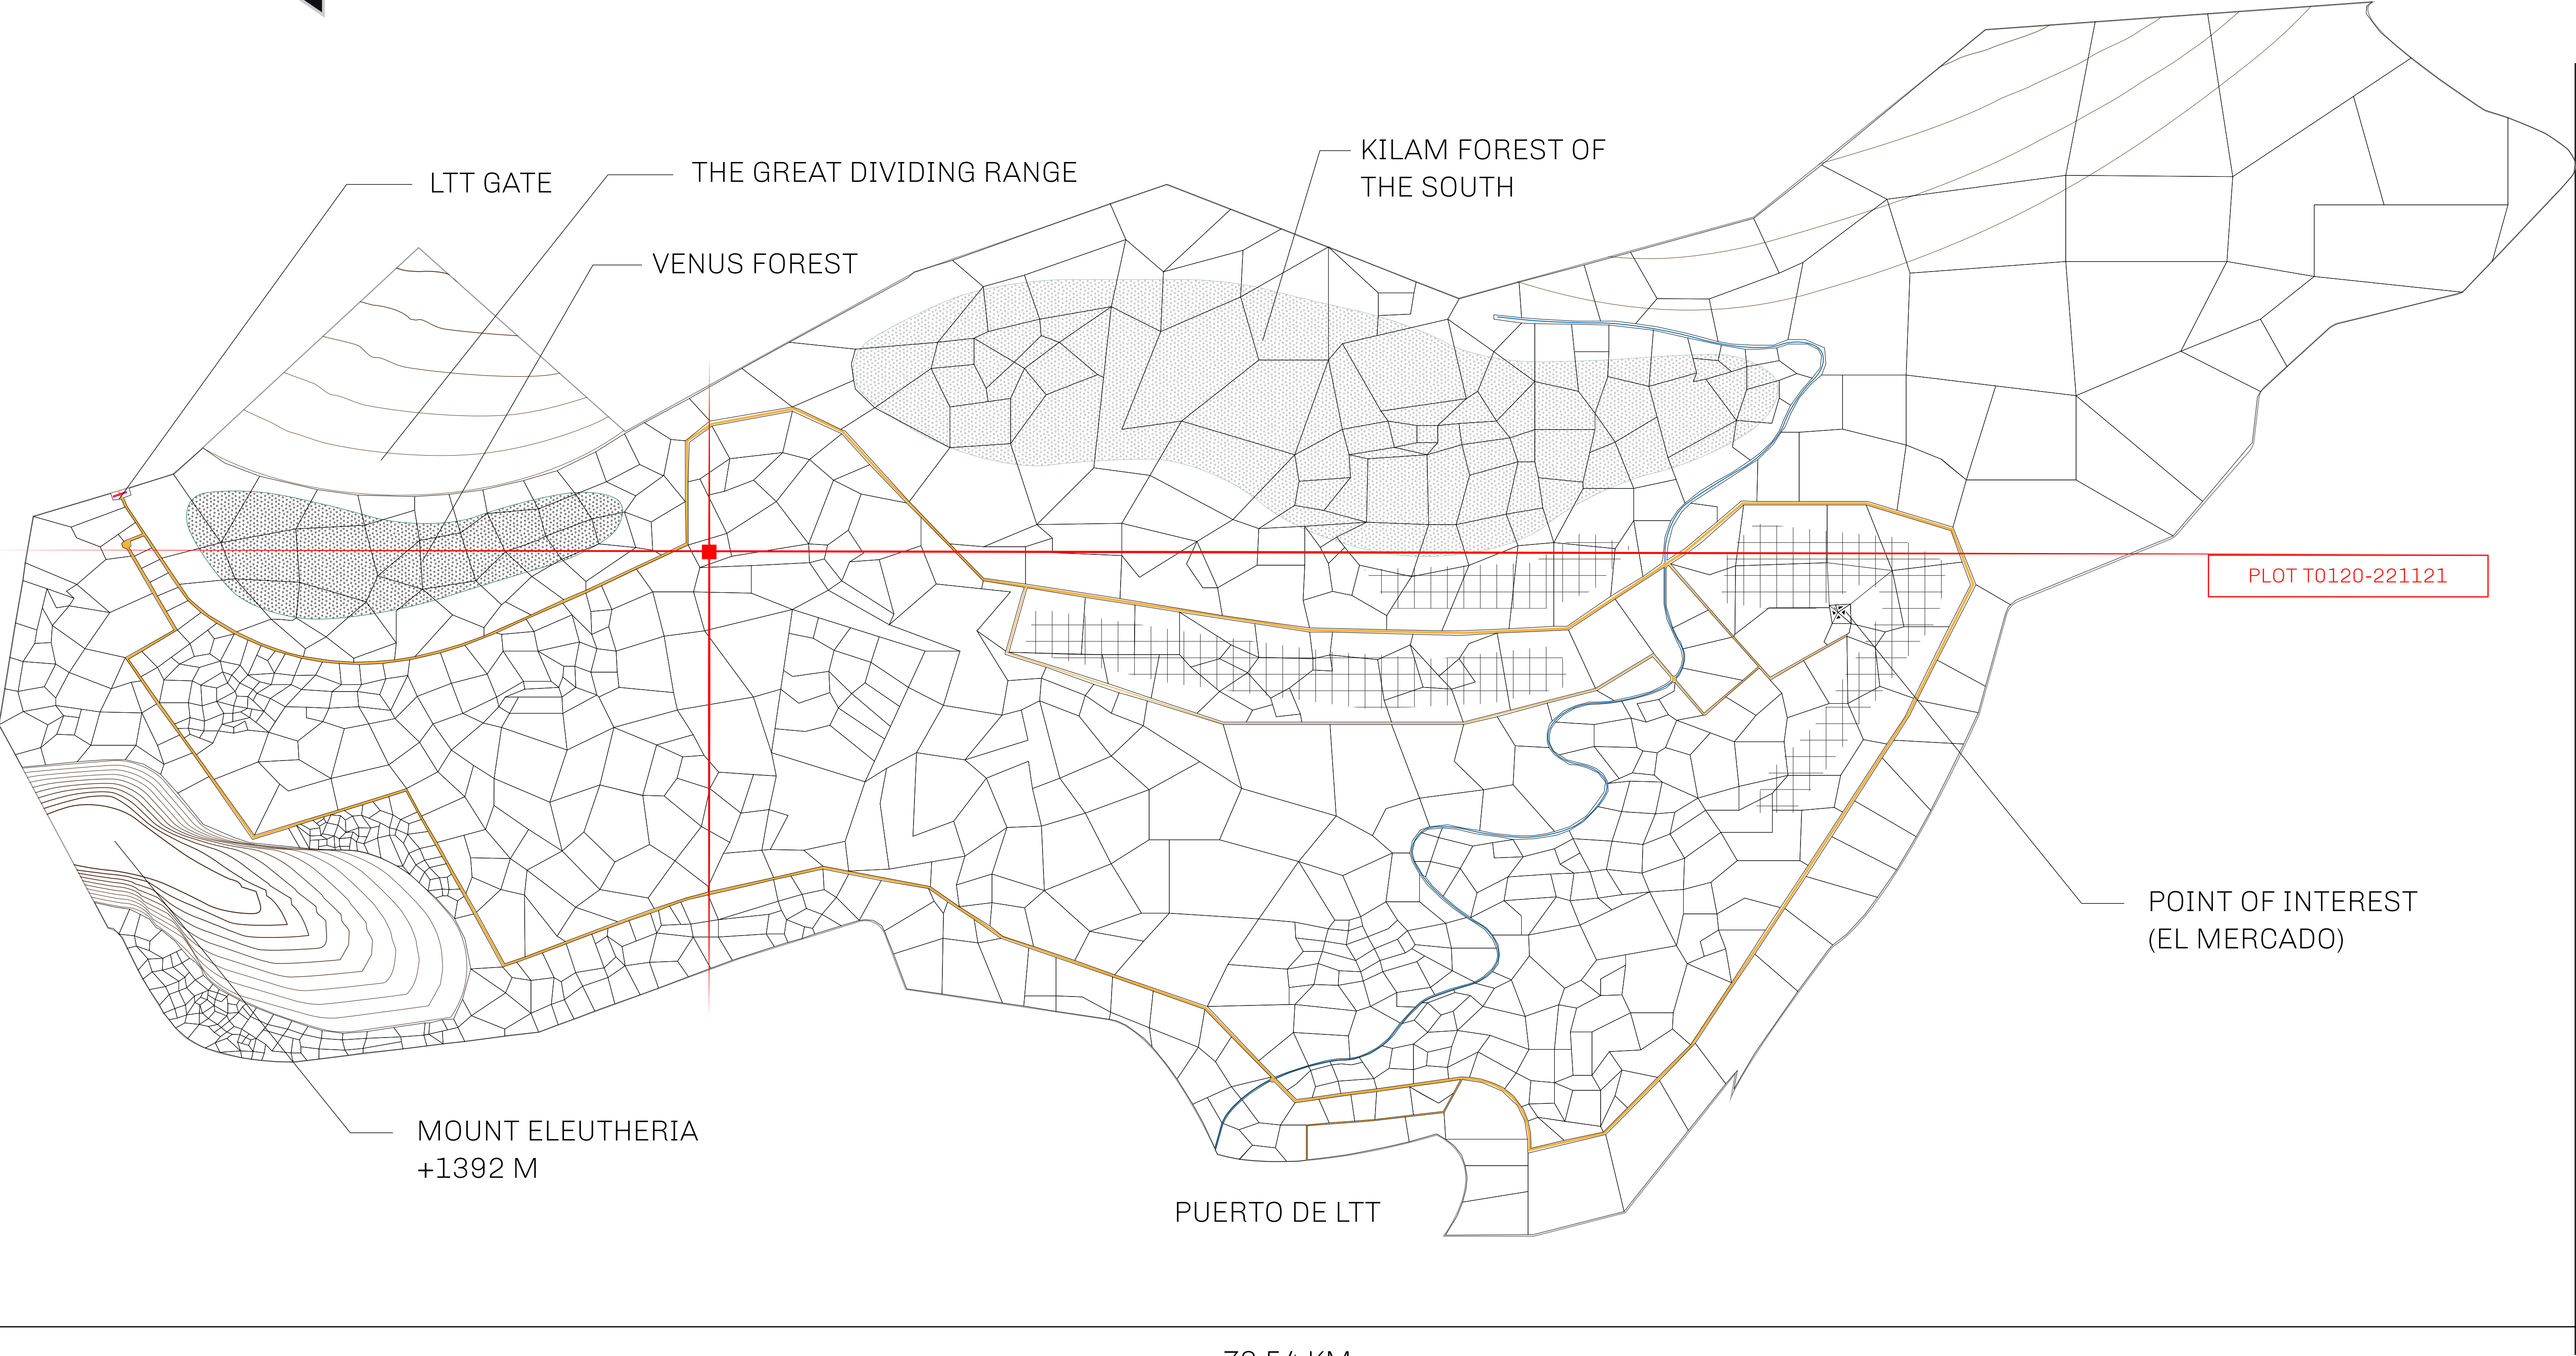 KILAM FOREST OF
THE SOUTH
THE GREAT DIVIDING RANGE
LTT GATE
VENUS FOREST
PLOT T0120-221121
POINT OF INTEREST
(EL MERCADO)
MOUNT ELEUTHERIA
+1392 M
PUERTO DE LTT